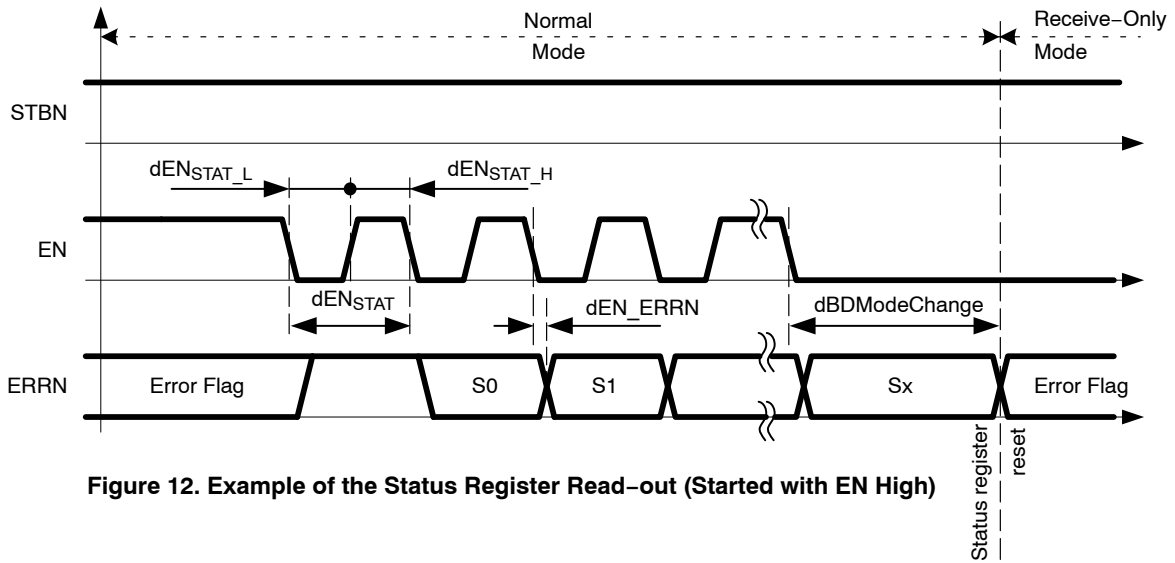 Normal
Mode
Receive−Only
Mode
STBN
dENSTAT_L
dENSTAT_H
EN
dENSTAT
dEN_ERRN
dBDModeChange
ERRN
Error Flag
S0
S1
Sx
Error Flag
Status register
reset
Figure 12. Example of the Status Register Read−out (Started with EN High)